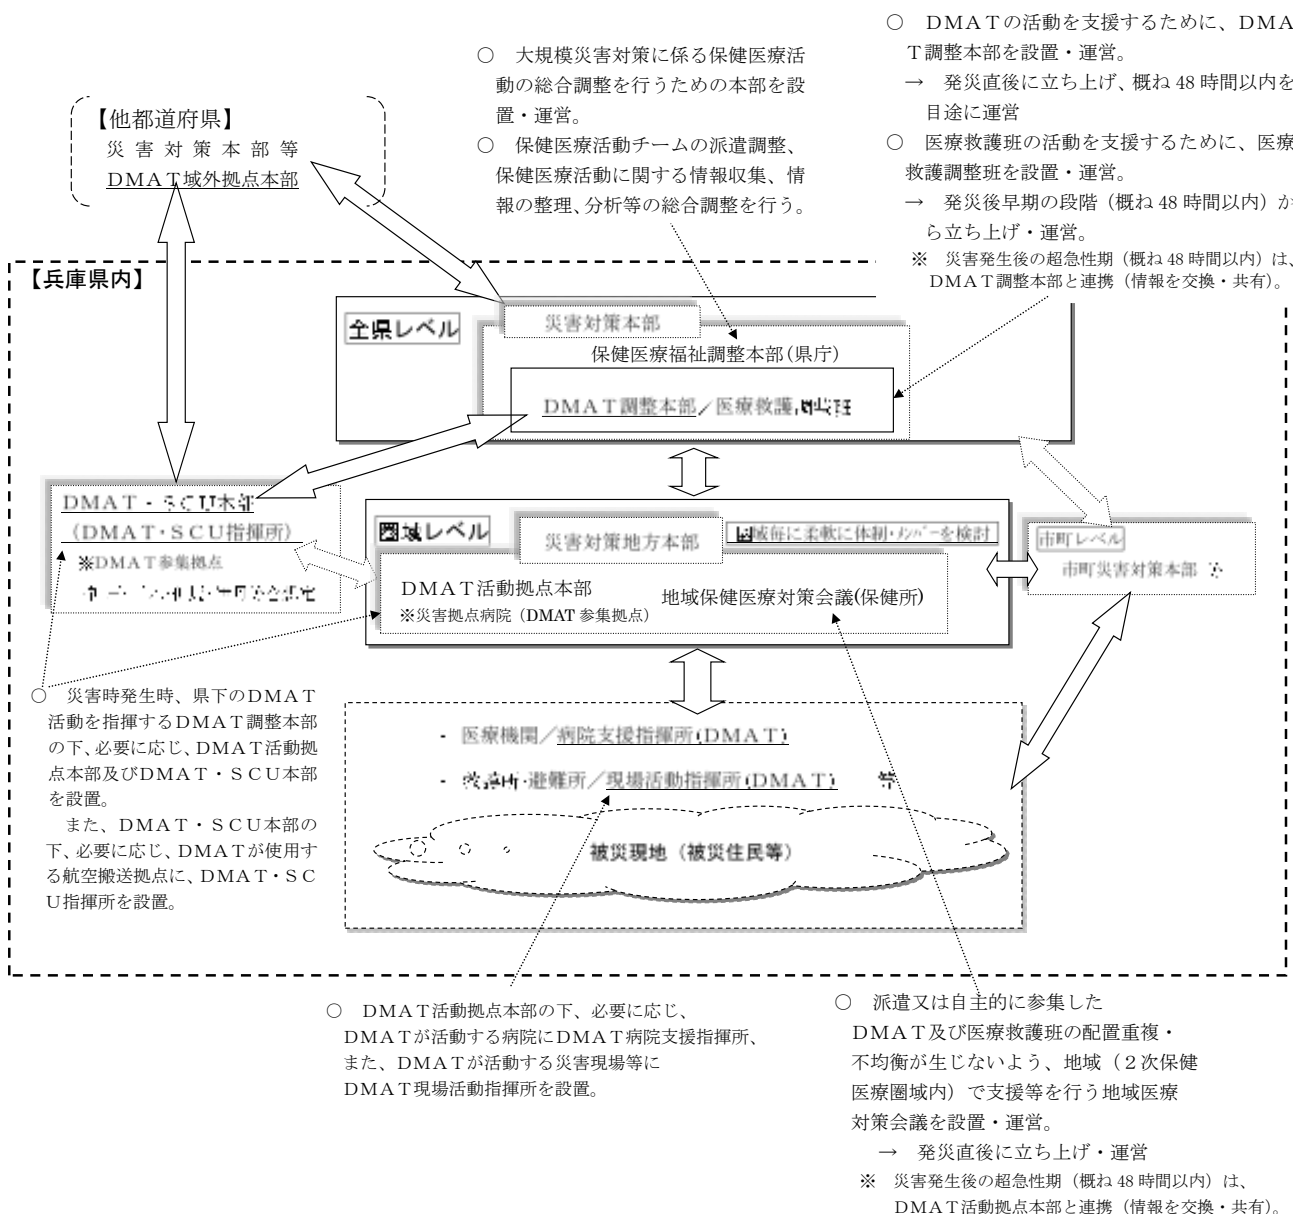 ○　ＤＭＡＴの活動を支援するために、ＤＭＡ
Ｔ調整本部を設置・運営。
→　発災直後に立ち上げ、概ね 48 時間以内を
目途に運営
○　医療救護班の活動を支援するために、医療
救護調整班を設置・運営。
→　発災後早期の段階（概ね 48 時間以内）か
ら立ち上げ・運営。
※　災害発生後の超急性期（概ね 48 時間以内）は、
ＤＭＡＴ調整本部と連携（情報を交換・共有）。
○　大規模災害対策に係る保健医療活
動の総合調整を行うための本部を設
置・運営。
○　保健医療活動チームの派遣調整、
保健医療活動に関する情報収集、情
報の整理、分析等の総合調整を行う。
【他都道府県】
災 害 対 策 本 部 等
ＤＭＡＴ域外拠点本部
【兵庫県内】
全県レベル
災害対策本部
保健医療福祉調整本部(県庁)
ＤＭＡＴ調整本部／医療救護
ＤＭＡＴ・ＳＣＵ本部
（ＤＭＡＴ･ＳＣＵ指揮所）
※ＤＭＡＴ参集拠点
圏域レベル
災害対策地方本部
圏域毎に柔軟に体制･ﾒﾝﾊﾞｰを検討
ＤＭＡＴ活動拠点本部
※災害拠点病院（DMAT 参集拠点）
地域保健医療対策会議(保健所)
市町レベル
市町災害対策本部
○　災害時発生時、県下のＤＭＡＴ
活動を指揮するＤＭＡＴ調整本部
の下、必要に応じ、ＤＭＡＴ活動拠
点本部及びＤＭＡＴ・ＳＣＵ本部
を設置。
また、ＤＭＡＴ・ＳＣＵ本部の
下、必要に応じ、ＤＭＡＴが使用す
る航空搬送拠点に、ＤＭＡＴ・ＳＣ
Ｕ指揮所を設置。
・ 医療機関／病院支援指揮所(ＤＭＡＴ)
・ 救護所･避難所／現場活動指揮所(ＤＭＡＴ)　等
被災現地（被災住民等）
○　ＤＭＡＴ活動拠点本部の下、必要に応じ、
ＤＭＡＴが活動する病院にＤＭＡＴ病院支援指揮所、
また、ＤＭＡＴが活動する災害現場等に
ＤＭＡＴ現場活動指揮所を設置。
○　派遣又は自主的に参集した
ＤＭＡＴ及び医療救護班の配置重複・
不均衡が生じないよう、地域（２次保健
医療圏域内）で支援等を行う地域医療
対策会議を設置・運営。
→　発災直後に立ち上げ・運営
※　災害発生後の超急性期（概ね 48 時間以内）は、
ＤＭＡＴ活動拠点本部と連携（情報を交換・共有）。